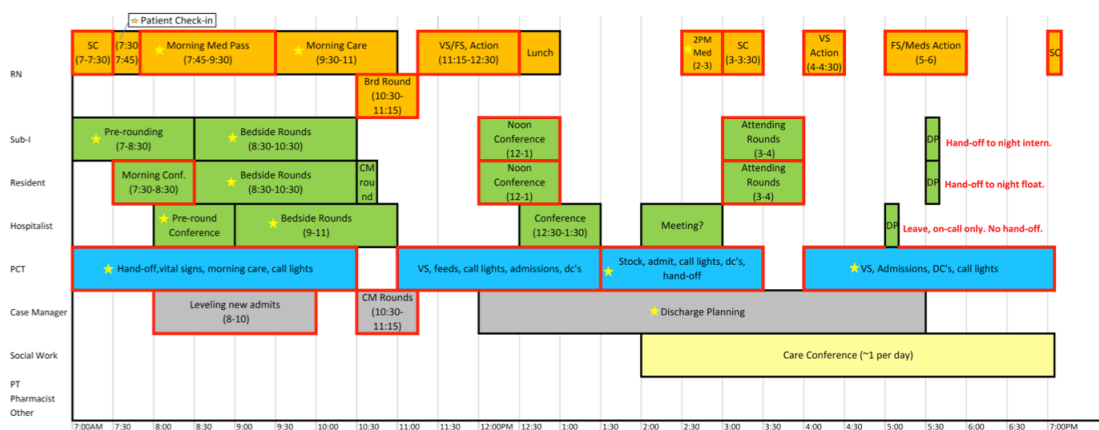 Patient Check-in
RN
SC
(7-7:30)
(7:30
7:45)
Morning Med Pass
(7:45-9:30)
Morning Care
(9:30-11)
VS/FS, Action
(11:15-12:30)
Lunch
2PM
Med
(2-3)
SC
(3-3:30)
VS
Action
(4-4:30)
FS/Meds Action
(5-6)
SC
Brd Round
(10:30-
11:15)
Sub-I
Pre-rounding
(7-8:30)
Bedside Rounds
(8:30-10:30)
Noon
Conference
(12-1)
Attending
Rounds
(3-4)
DP
Hand-off to night intern.
Resident
Morning Conf.
(7:30-8:30)
Bedside Rounds
(8:30-10:30)
CM
roun
d
Noon
Conference
(12-1)
Attending
Rounds
(3-4)
DP
Hand-off to night float.
Hospitalist
Pre-round
Conference
Bedside Rounds
(9-11)
Conference
(12:30-1:30)
Meeting?
DP
Leave, on-call only. No hand-off.
PCT
Hand-off,vital signs, morning care, call lights
VS, feeds, call lights, admissions, dc's
Stock, admit, call lights, dc's,
hand-off
VS, Admissions, DC's, call lights
Case Manager
Leveling new admits
(8-10)
CM Rounds
(10:30-
11:15)
Discharge Planning
Social Work
Care Conference (~1 per day)
PT
Pharmacist
Other
7:00AM 7:30 8:00 8:30 9:00 9:30 10:00 10:30 11:00 11:30 12:00PM 12:30 1:00 1:30 2:00 2:30 3:00 3:30 4:00 4:30 5:00 5:30 6:00 6:30 7:00PM